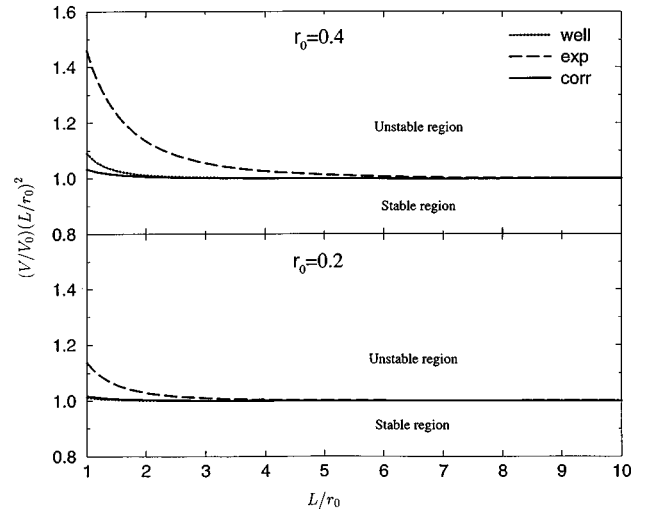 1.6
r₀=0.4
well
exp
corr
1.4
1.2
Unstable region
1.0
Stable region
0.8
(V/V₀)(L/r₀)²
r₀=0.2
1.4
1.2
Unstable region
1.0
Stable region
0.8
1 2 3 4 5 6 7 8 9 10
L/r₀